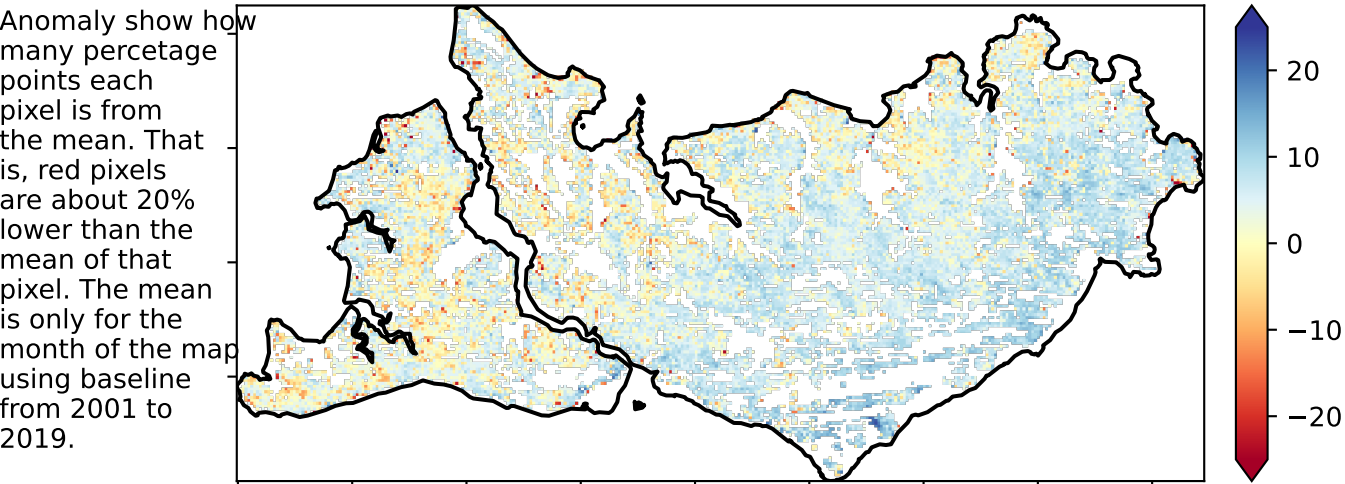 Anomaly show how
many percetage
points each
pixel is from
the mean. That
is, red pixels
are about 20%
lower than the
mean of that
pixel. The mean
is only for the
month of the map
using baseline
from 2001 to
2019.
20
10
0
−10
−20